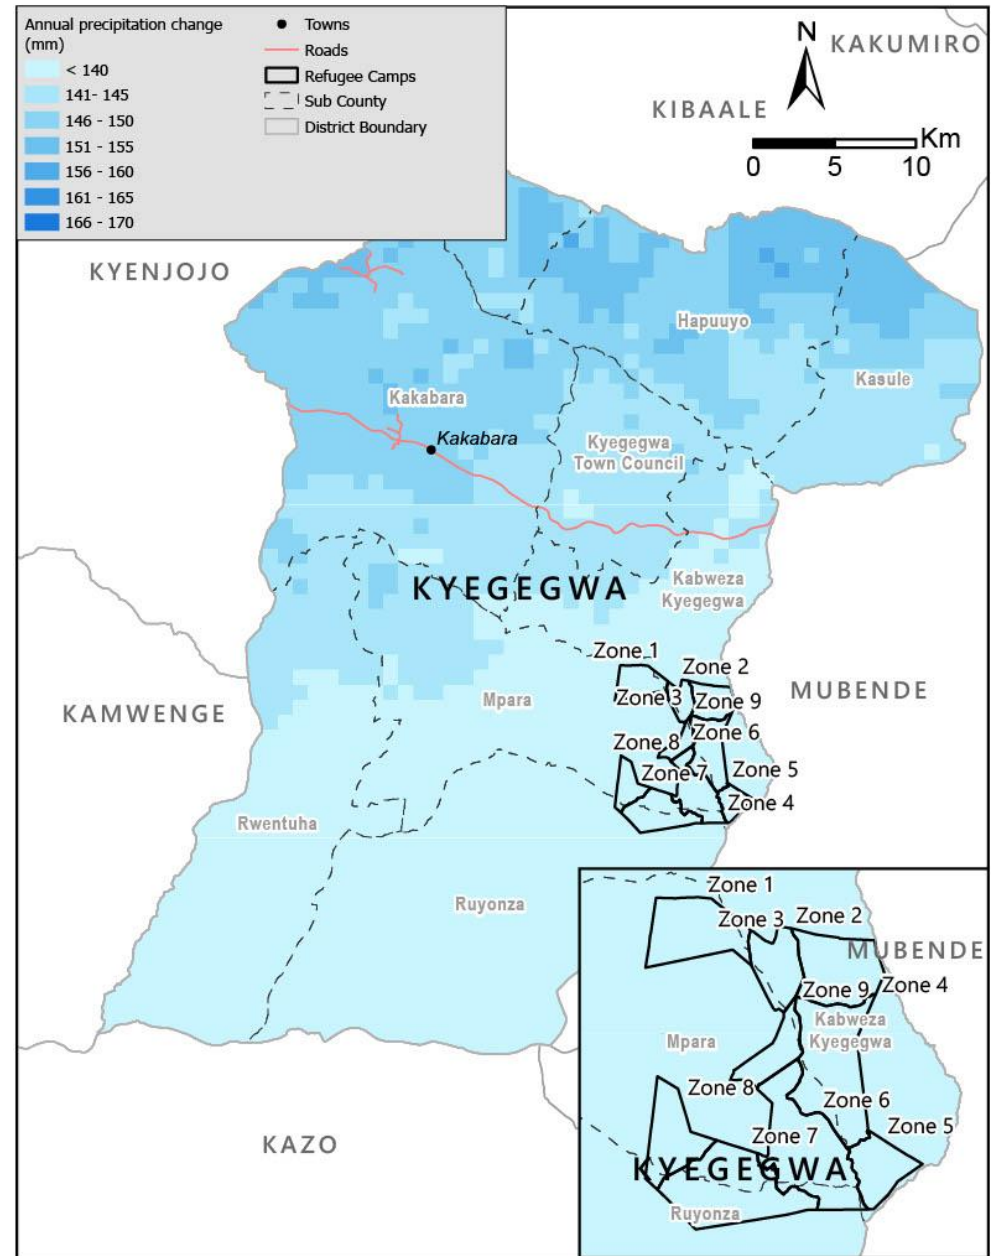 Annual precipitation change
(mm)
< 140
141- 145
146 - 150
151 - 155
156 - 160
161 - 165
166 - 170
Towns
Roads
Refugee Camps
Sub County
District Boundary
N
KAKUMIRO
KIBAALE
Km
0 5 10
KYENJOJO
Hapuuyo
Kasule
Kakabara
Kakabara
Kyegegwa
Town Council
KYEGEGWA
Kabweza
Kyegegwa
Zone 1
Zone 2
Zone 3
Zone 9
MUBENDE
Mpara
KAMWENGE
Zone 6
Zone 8
Zone 7
Zone 5
Zone 4
Rwentuha
Ruyonza
KAZO
Zone 1
Zone 3
Zone 2
MUBENDE
Zone 9
Zone 4
Kabweza
Kyegegwa
Mpara
Zone 8
Zone 6
Zone 5
Zone 7
KYEGEGWA
Ruyonza